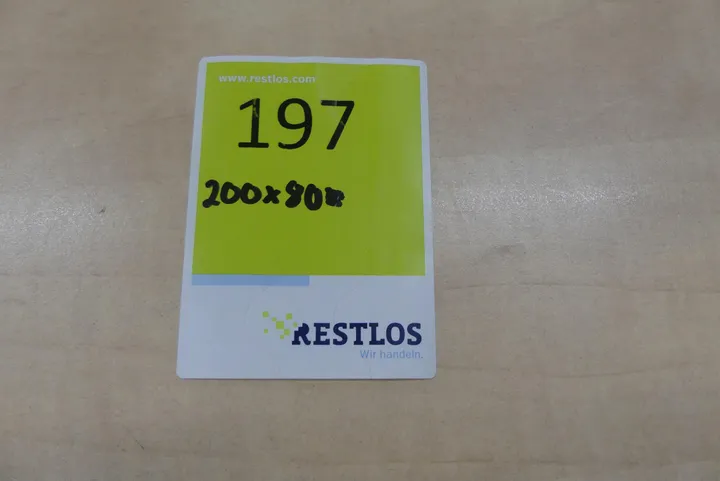 www.restlos.com
197
200x80
RESTLOS
Wir handeln.